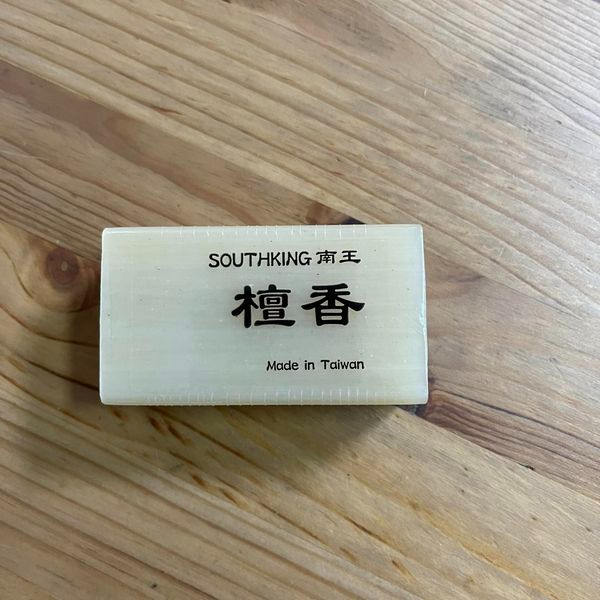 SOUTHKING 南王
檀香
Made in Taiwan